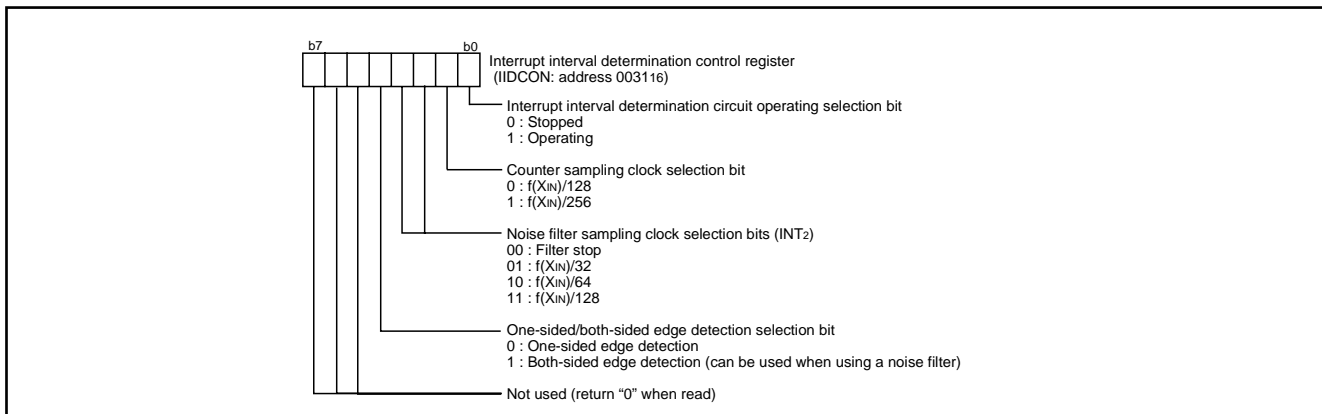 b7 b0
Interrupt interval determination control register
(IIDCON: address 003116)
Interrupt interval determination circuit operating selection bit
0 : Stopped
1 : Operating
Counter sampling clock selection bit
0 : f(XIN)/128
1 : f(XIN)/256
Noise filter sampling clock selection bits (INT2)
00 : Filter stop
01 : f(XIN)/32
10 : f(XIN)/64
11 : f(XIN)/128
One-sided/both-sided edge detection selection bit
0 : One-sided edge detection
1 : Both-sided edge detection (can be used when using a noise filter)
Not used (return “0” when read)